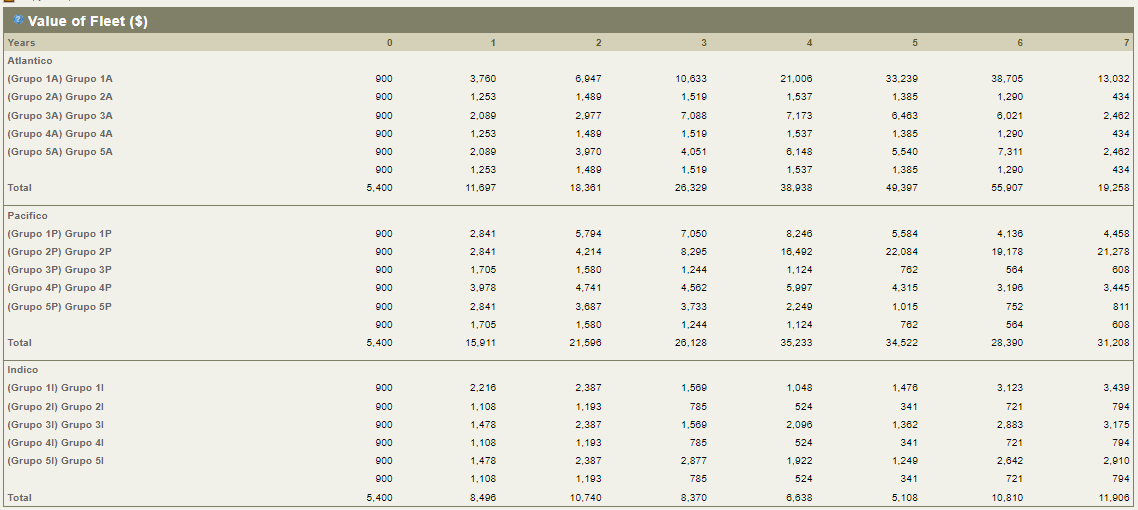 Value of Fleet ($)
Years 0 1 2 3 4 5 6 7
Atlantico
(Grupo 1A) Grupo 1A 900 3,760 6,947 10,633 21,006 33,239 38,705 13,032
(Grupo 2A) Grupo 2A 900 1,253 1,489 1,519 1,537 1,385 1,290 434
(Grupo 3A) Grupo 3A 900 2,089 2,977 7,088 7,173 6,463 6,021 2,462
(Grupo 4A) Grupo 4A 900 1,253 1,489 1,519 1,537 1,385 1,290 434
(Grupo 5A) Grupo 5A 900 2,089 3,970 4,051 6,148 5,540 7,311 2,462
900 1,253 1,489 1,519 1,537 1,385 1,290 434
Total 5,400 11,697 18,361 26,329 38,938 49,397 55,907 19,258
Pacifico
(Grupo 1P) Grupo 1P 900 2,841 5,794 7,050 8,246 5,584 4,136 4,458
(Grupo 2P) Grupo 2P 900 2,841 4,214 8,295 16,492 22,084 19,178 21,278
(Grupo 3P) Grupo 3P 900 1,705 1,580 1,244 1,124 762 564 608
(Grupo 4P) Grupo 4P 900 3,978 4,741 4,562 5,997 4,315 3,196 3,445
(Grupo 5P) Grupo 5P 900 2,841 3,687 3,733 2,249 1,015 752 811
900 1,705 1,580 1,244 1,124 762 564 608
Total 5,400 15,911 21,596 26,128 35,233 34,522 28,390 31,208
Indico
(Grupo 1I) Grupo 1I 900 2,216 2,387 1,569 1,048 1,476 3,123 3,439
(Grupo 2I) Grupo 2I 900 1,108 1,193 785 524 341 721 794
(Grupo 3I) Grupo 3I 900 1,478 2,387 1,569 2,096 1,362 2,883 3,175
(Grupo 4I) Grupo 4I 900 1,108 1,193 785 524 341 721 794
(Grupo 5I) Grupo 5I 900 1,478 2,387 2,877 1,922 1,249 2,642 2,910
900 1,108 1,193 785 524 341 721 794
Total 5,400 8,496 10,740 8,370 6,638 5,108 10,810 11,906